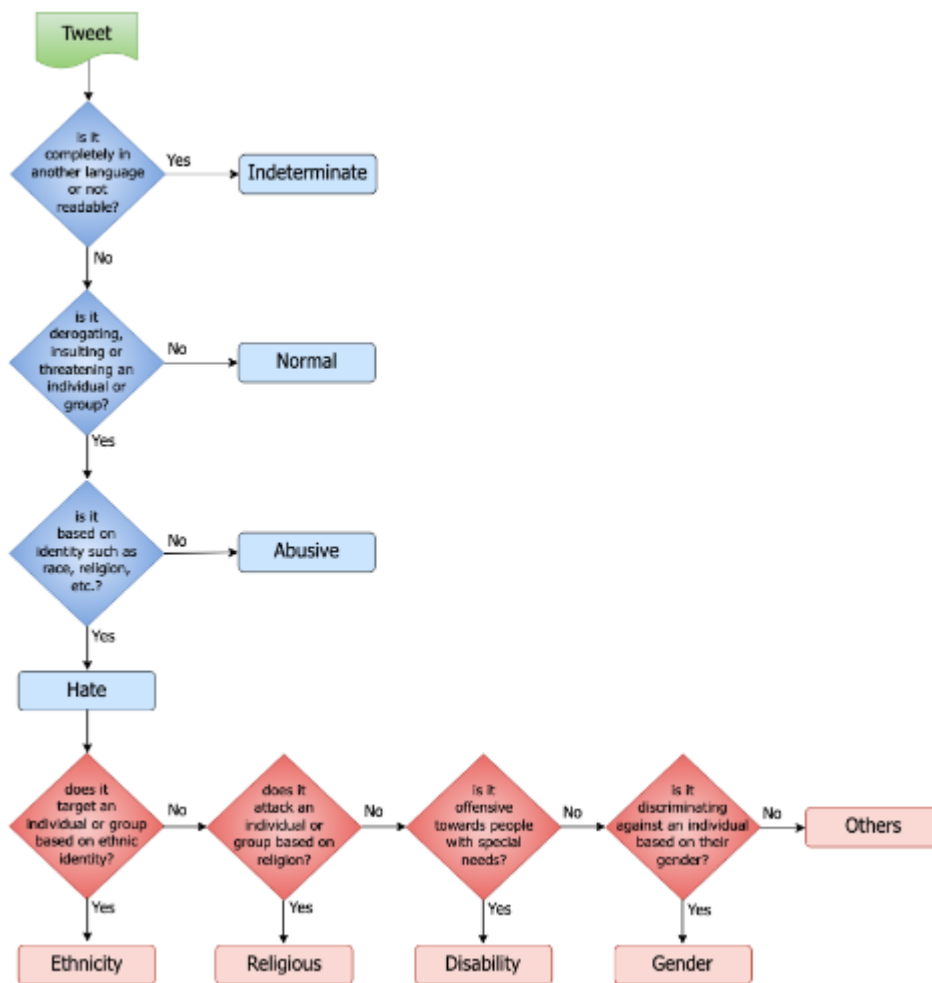 Tweet
is it
completely in
another language
or not
readable?
Yes
Indeterminate
No
is it
derogating,
insulting or
threatening an
individual or
group?
No
Normal
Yes
is it
based on
identity such as
race, religion,
etc.?
No
Abusive
Yes
Hate
does it
target an
individual or group
based on ethnic
identity?
No
does it
attack an
individual or
group based on
religion?
No
is it
offensive
towards people
with special
needs?
No
is it
discriminating
against an individual
based on their
gender?
No
Others
Yes
Yes
Yes
Yes
Ethnicity
Religious
Disability
Gender